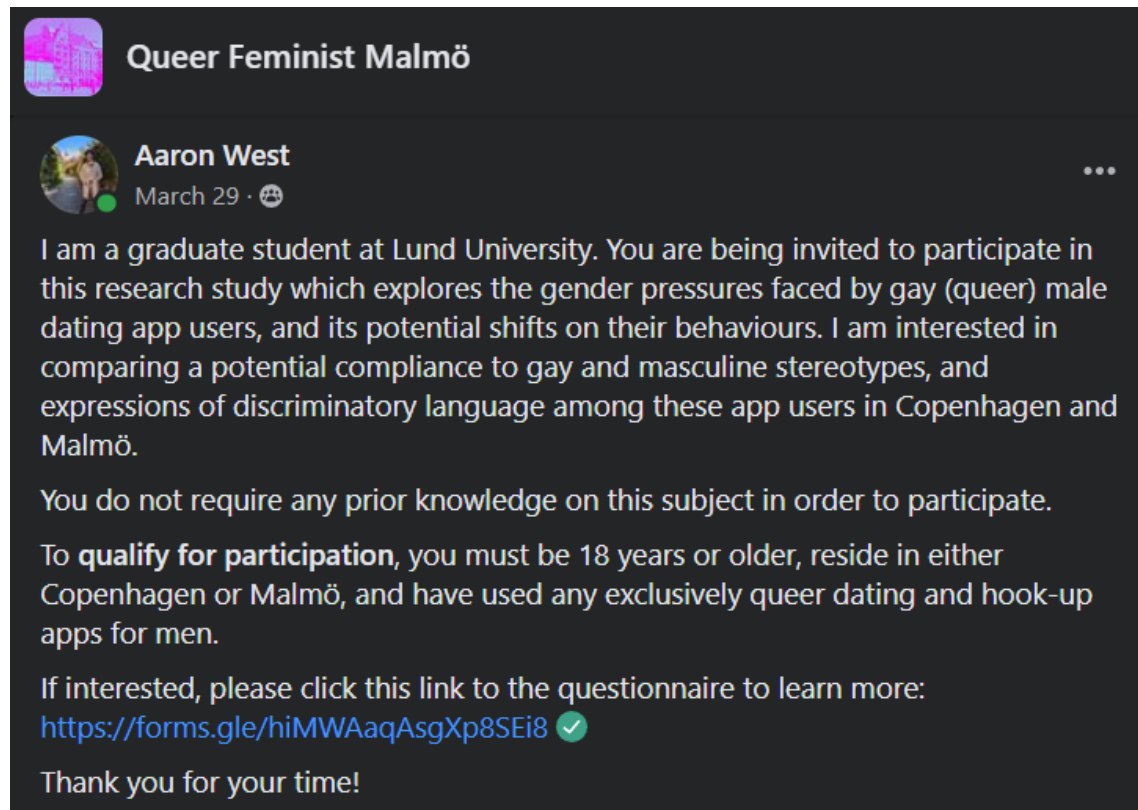 Queer Feminist Malmö
Aaron West
March 29 ·
I am a graduate student at Lund University. You are being invited to participate in
this research study which explores the gender pressures faced by gay (queer) male
dating app users, and its potential shifts on their behaviours. I am interested in
comparing a potential compliance to gay and masculine stereotypes, and
expressions of discriminatory language among these app users in Copenhagen and
Malmö.
You do not require any prior knowledge on this subject in order to participate.
To qualify for participation, you must be 18 years or older, reside in either
Copenhagen or Malmö, and have used any exclusively queer dating and hook-up
apps for men.
If interested, please click this link to the questionnaire to learn more:
https://forms.gle/hiMWAaqAsgXp8SEi8
Thank you for your time!